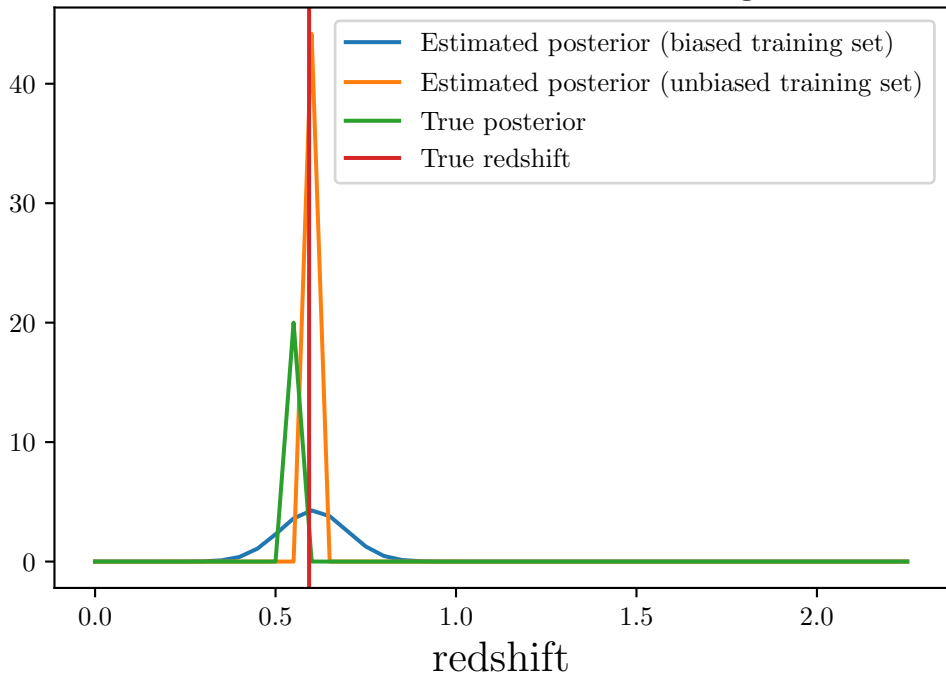 Estimated posterior (biased training set)
Estimated posterior (unbiased training set)
True posterior
True redshift
40
30
20
10
0
0.0 0.5 1.0 1.5 2.0
redshift